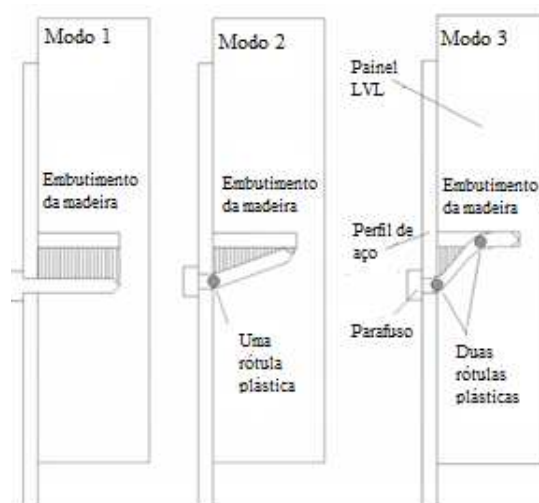 Modo 1
Embutimento
da madeira
Modo 2
Embutimento
da madeira
Uma
rótula
plástica
Modo 3
Painel
LVL
Embutimento
da madeira
Perfil de
aço
Parafuso
Duas
rótulas
plásticas